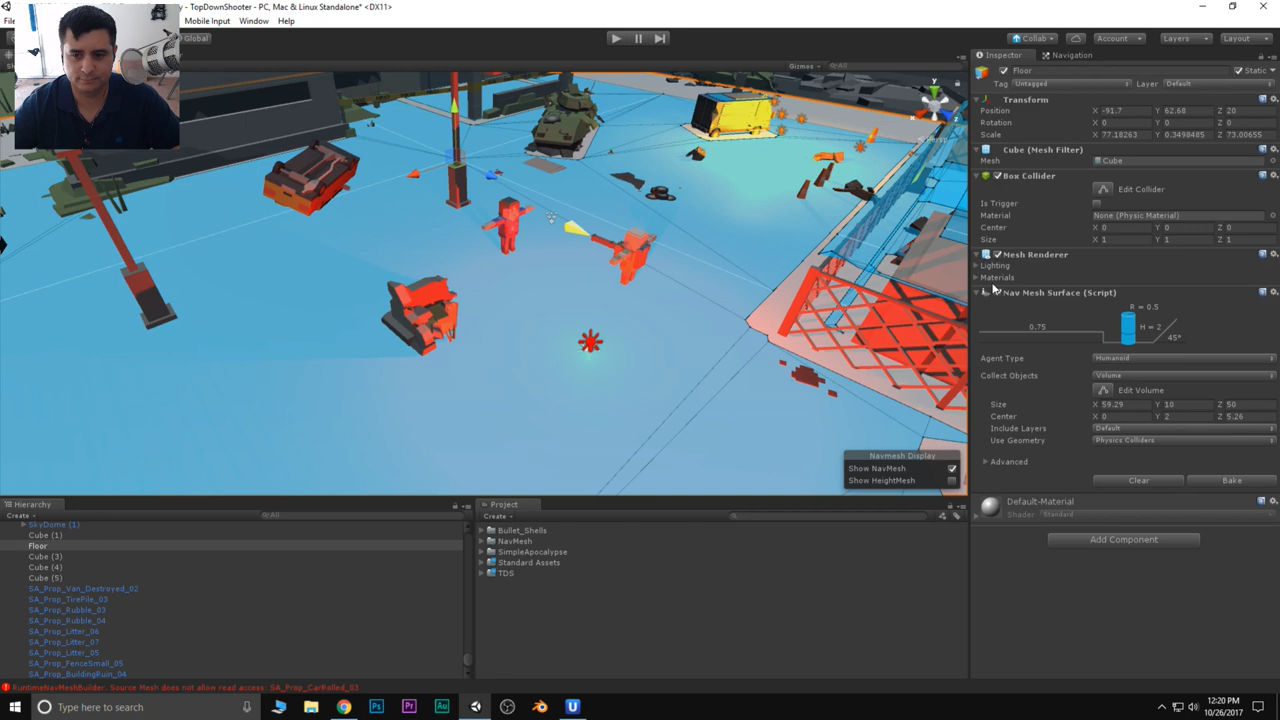 - TopDownShooter - PC, Mac & Linux Standalone* <DX11>
Mobile Input Window Help
Global
Collab Account Layers Layout
Gizmos All
Inspector Navigation
Floor Static
Tag Untagged Layer Default
Transform
Position X -91.7 Y 62.68 Z 20
Rotation X 0 Y 0 Z 0
Scale X 77.18263 Y 0.3498485 Z 73.00655
Cube (Mesh Filter)
Mesh Cube
Box Collider
Edit Collider
Is Trigger
Material None (Physic Material)
Center X 0 Y 0 Z 0
Size X 1 Y 1 Z 1
Mesh Renderer
Lighting
Materials
Nav Mesh Surface (Script)
R = 0.5
0.75 H = 2
45°
Agent Type Humanoid
Collect Objects Volume
Edit Volume
Size X 59.29 Y 10 Z 50
Center X 0 Y 2 Z 5.26
Include Layers Default
Use Geometry Physics Colliders
Advanced
Clear Bake
Default-Material
Shader Standard
Add Component
y
Persp
Navmesh Display
Show NavMesh
Show HeightMesh
Hierarchy
Create All
SkyDome (1)
Cube (1)
Floor
Cube (3)
Cube (4)
Cube (5)
SA_Prop_Van_Destroyed_02
SA_Prop_TirePile_03
SA_Prop_Rubble_03
SA_Prop_Rubble_04
SA_Prop_Litter_06
SA_Prop_Litter_07
SA_Prop_Litter_05
SA_Prop_FenceSmall_05
SA_Prop_BuildingRuin_04
Project
Create
Bullet_Shells
NavMesh
SimpleApocalypse
Standard Assets
TDS
RuntimeNavMeshBuilder: Source Mesh does not allow read access: SA_Prop_CarRolled_03
Type here to search
Ps Pr Au
12:20 PM
10/26/2017